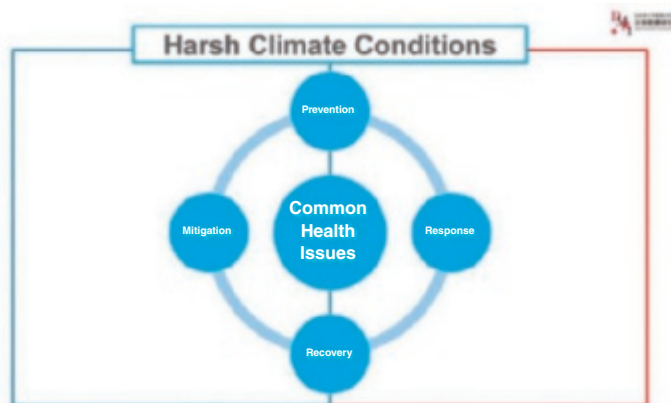 Harsh Climate Conditions
Prevention
Common
Health
Issues
Mitigation
Response
Recovery